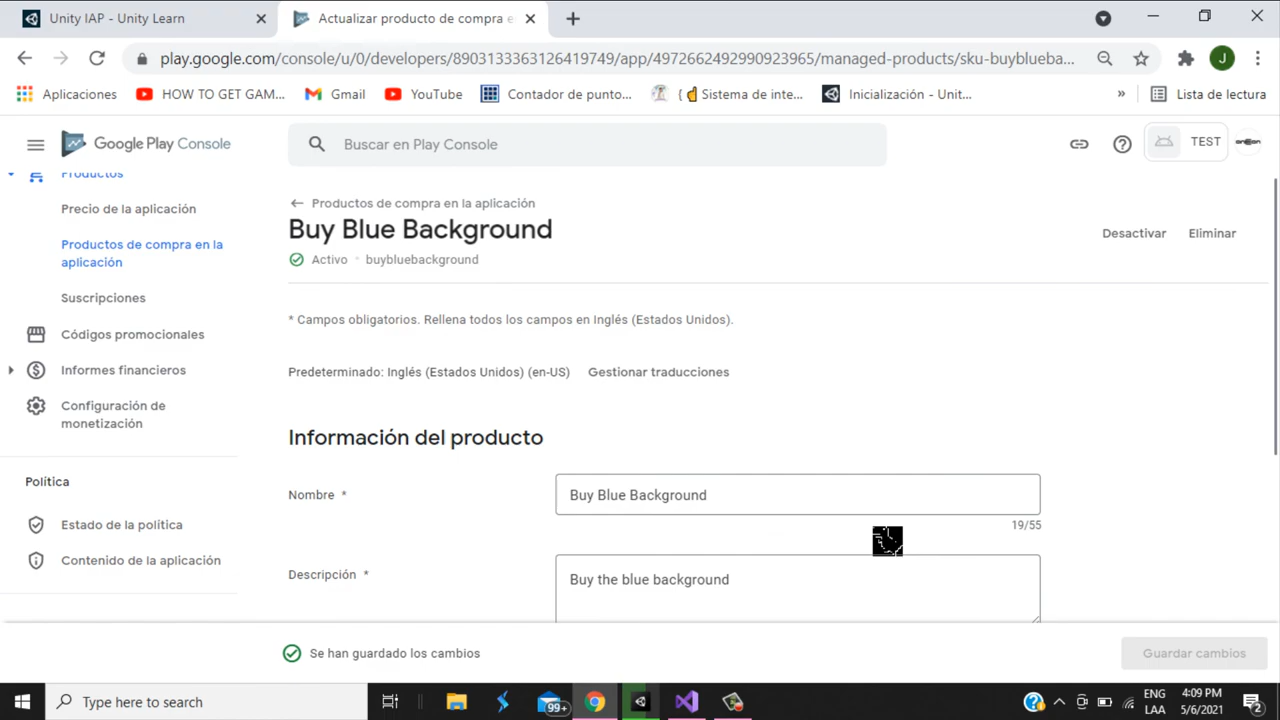 Unity IAP - Unity Learn
Actualizar producto de compra e
play.google.com/console/u/0/developers/8903133363126419749/app/4972662492990923965/managed-products/sku-buyblueba...
J
Aplicaciones
HOW TO GET GAM...
Gmail
YouTube
Contador de punto...
Sistema de inte...
Inicialización - Unit...
»
Lista de lectura
Google Play Console
Buscar en Play Console
TEST
Productos
Precio de la aplicación
Productos de compra en la
aplicación
Suscripciones
Códigos promocionales
Informes financieros
Configuración de
monetización
Política
Estado de la política
Contenido de la aplicación
Productos de compra en la aplicación
Buy Blue Background
Desactivar
Eliminar
Activo • buybluebackground
* Campos obligatorios. Rellena todos los campos en Inglés (Estados Unidos).
Predeterminado: Inglés (Estados Unidos) (en-US)
Gestionar traducciones
Información del producto
Nombre *
Buy Blue Background
19/55
Descripción *
Buy the blue background
Se han guardado los cambios
Guardar cambios
Type here to search
99+
ENG
LAA
4:09 PM
5/6/2021
2